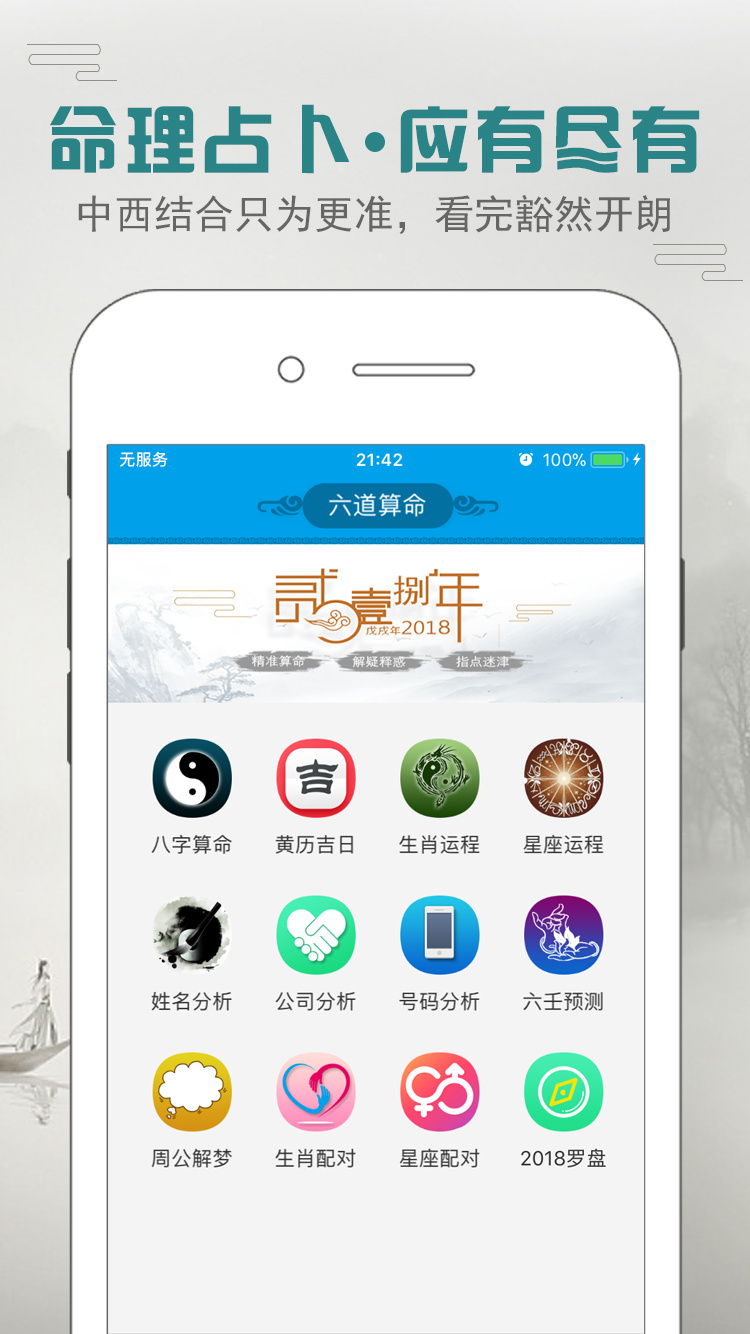 命理占卜·应有尽有
中西结合只为更准，看完豁然开朗
无服务 21:42 100%
六道算命
贰壹捌年
戊戌年2018
精准算命 解疑释惑 指点迷津
吉
八字算命 黄历吉日 生肖运程 星座运程
姓名分析 公司分析 号码分析 六壬预测
周公解梦 生肖配对 星座配对 2018罗盘